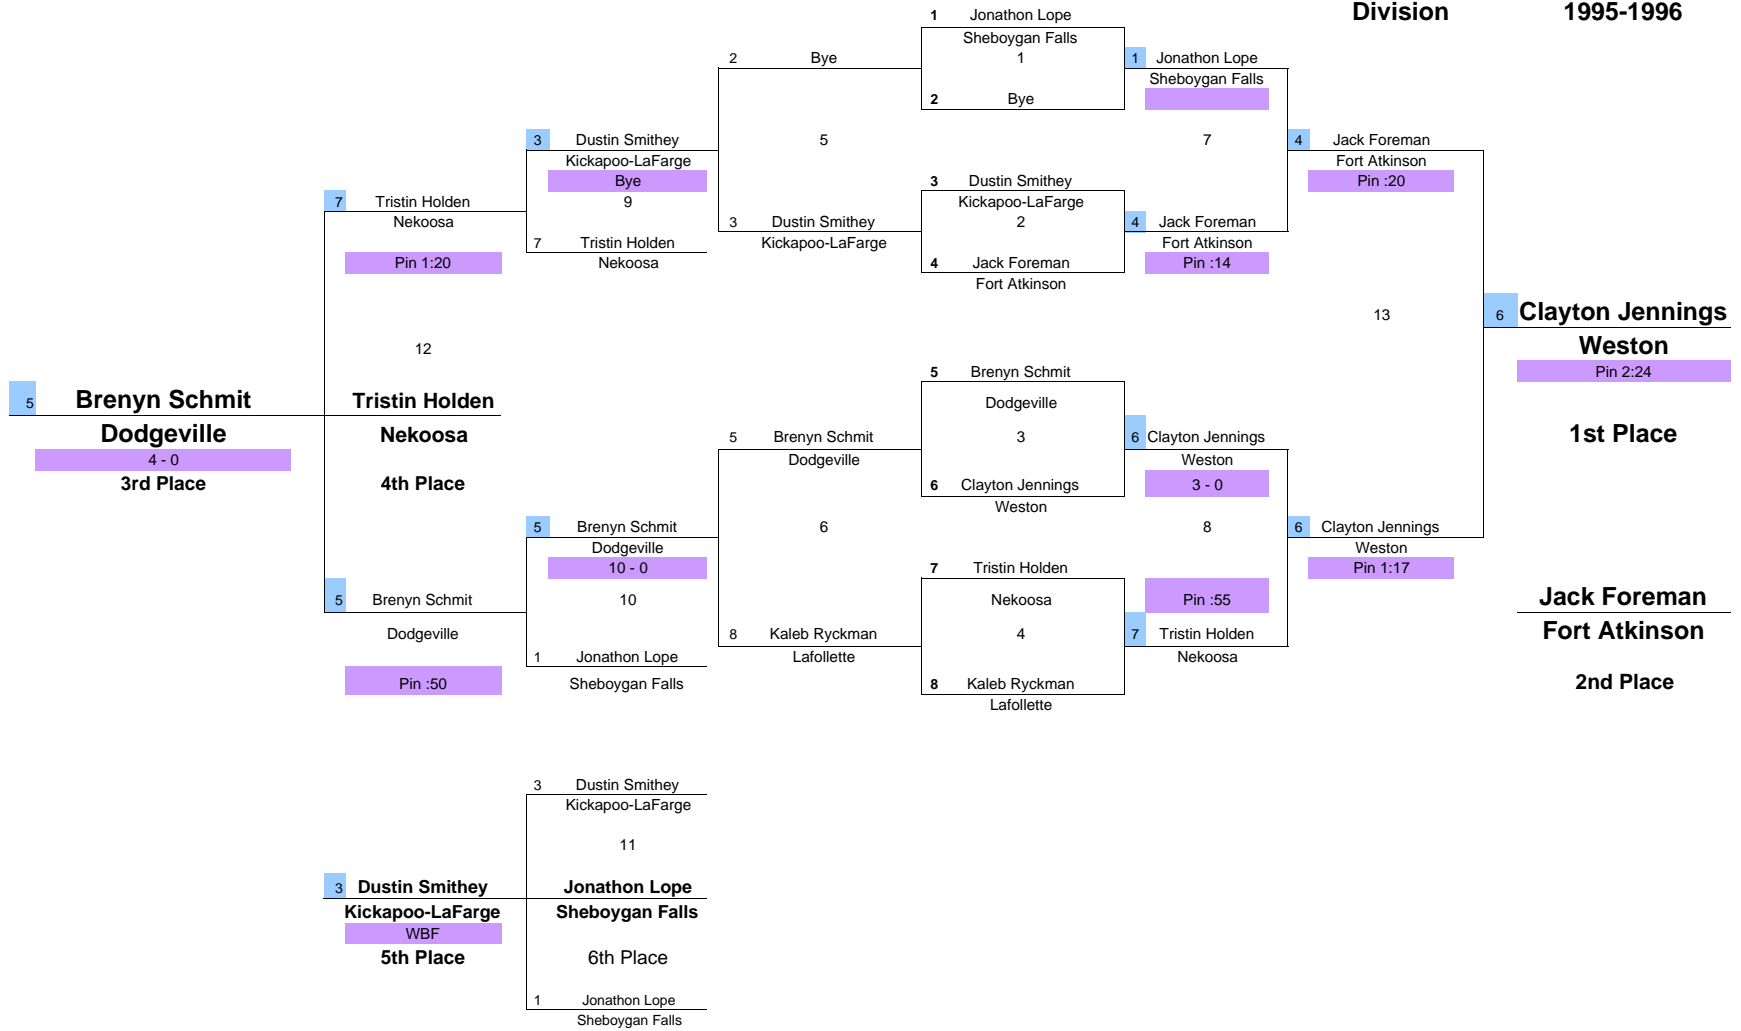 Division 1995-1996
1 Jonathon Lope
Sheboygan Falls
2 Bye 1 1 Jonathon Lope
Sheboygan Falls
2 Bye
3 Dustin Smithey 5 7 4 Jack Foreman
Kickapoo-LaFarge Fort Atkinson
Bye 3 Dustin Smithey Pin :20
7 Tristin Holden 9 Kickapoo-LaFarge
Nekoosa 3 Dustin Smithey 2 4 Jack Foreman
7 Tristin Holden Kickapoo-LaFarge Fort Atkinson
Pin 1:20 Nekoosa 4 Jack Foreman Pin :14
Fort Atkinson
13 6 Clayton Jennings
12 Weston
5 Brenyn Schmit Pin 2:24
5 Brenyn Schmit Tristin Holden Dodgeville
Dodgeville Nekoosa 5 Brenyn Schmit 3 6 Clayton Jennings 1st Place
4 - 0 Dodgeville Weston
3rd Place 4th Place 6 Clayton Jennings 3 - 0
Weston
5 Brenyn Schmit 6 8 6 Clayton Jennings
Dodgeville Weston
10 - 0 7 Tristin Holden Pin 1:17
5 Brenyn Schmit 10 Nekoosa Pin :55 Jack Foreman
Dodgeville 8 Kaleb Ryckman 4 7 Tristin Holden Fort Atkinson
1 Jonathon Lope Lafollette Nekoosa
Pin :50 Sheboygan Falls 8 Kaleb Ryckman 2nd Place
Lafollette
3 Dustin Smithey
Kickapoo-LaFarge
11
3 Dustin Smithey Jonathon Lope
Kickapoo-LaFarge Sheboygan Falls
WBF
5th Place 6th Place
1 Jonathon Lope
Sheboygan Falls